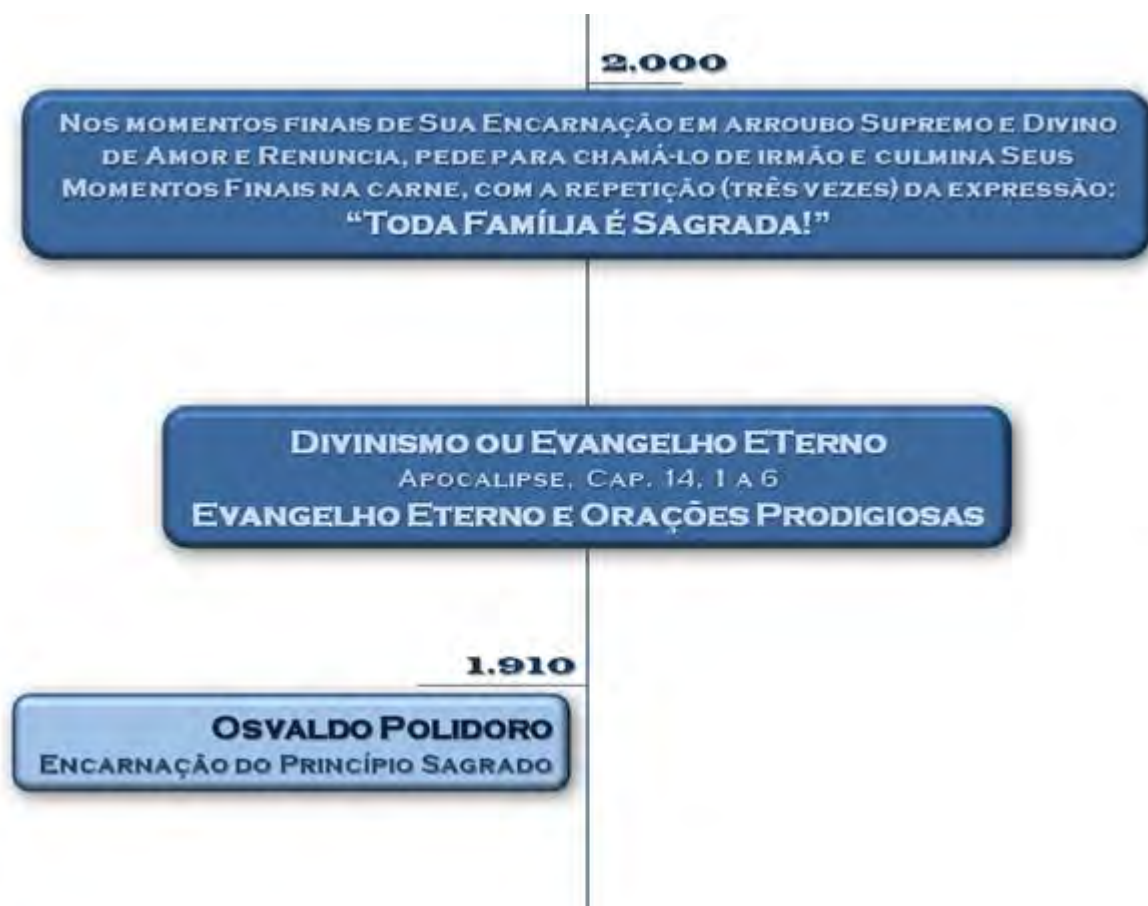 2.000
Nos momentos finais de Sua Encarnação em arroubo Supremo e Divino
de Amor e Renuncia, pede para chamá-lo de irmão e culmina Seus
Momentos Finais na carne, com a repetição (três vezes) da expressão:
“Toda Família é Sagrada!”
Divinismo ou Evangelho ETerno
Apocalipse, Cap. 14, 1 a 6
Evangelho Eterno e Orações Prodigiosas
1.910
Osvaldo Polidoro
Encarnação do Princípio Sagrado